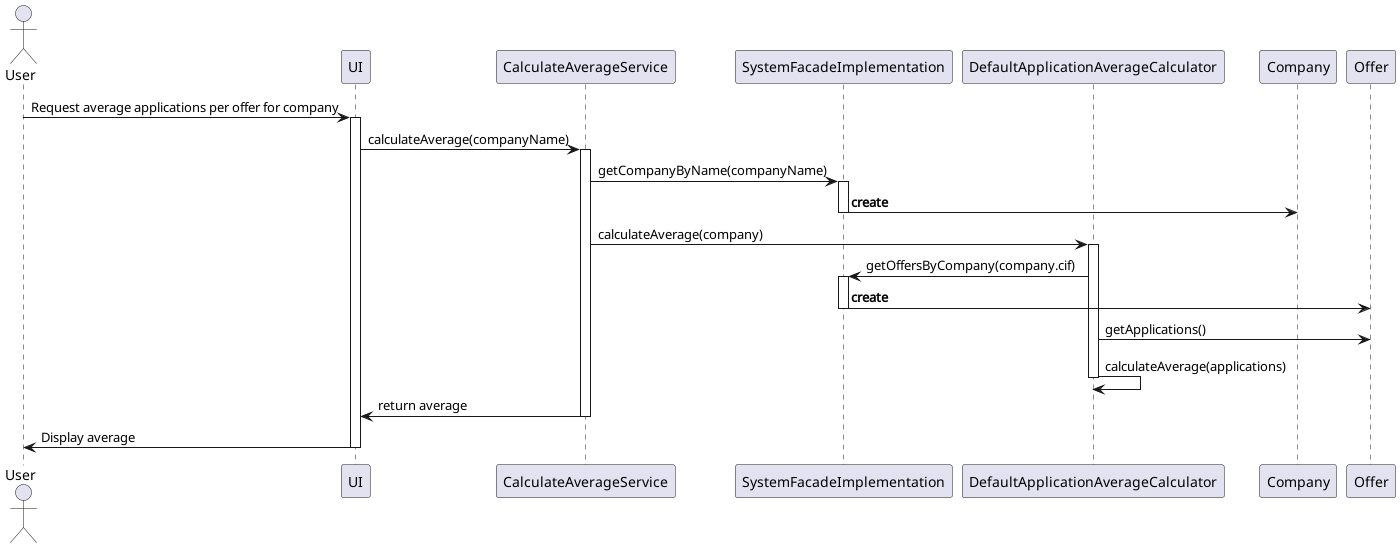 User
UI
CalculateAverageService
SystemFacadeImplementation
DefaultApplicationAverageCalculator
Company
Offer
Request average applications per offer for company
calculateAverage(companyName)
getCompanyByName(companyName)
create
calculateAverage(company)
getOffersByCompany(company.cif)
create
getApplications()
calculateAverage(applications)
return average
Display average
User
UI
CalculateAverageService
SystemFacadeImplementation
DefaultApplicationAverageCalculator
Company
Offer